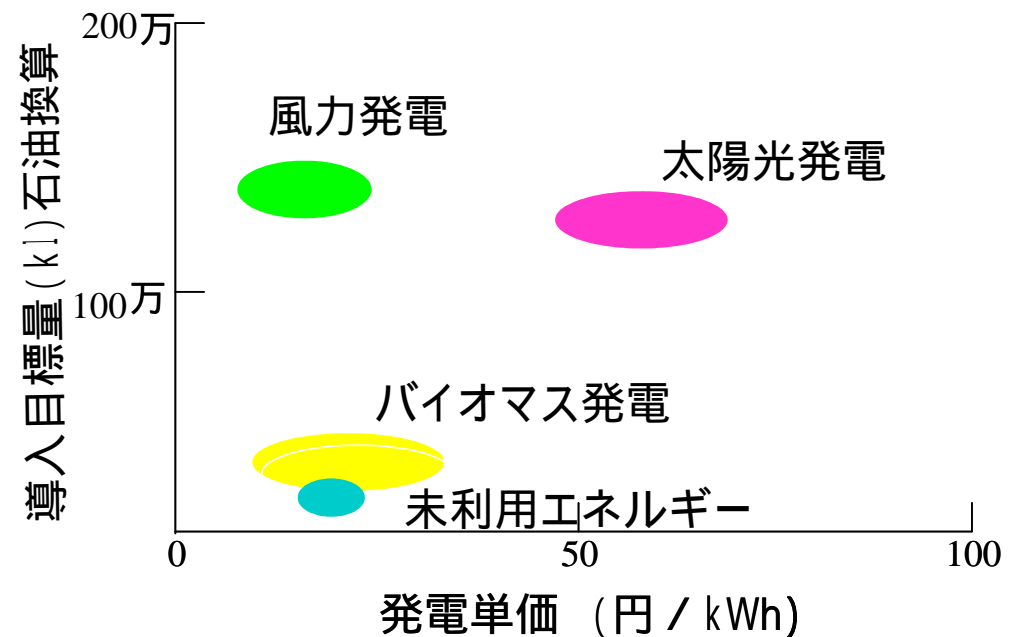 200万
風力発電
太陽光発電
導入目標量(kl)石油換算
100万
バイオマス発電
未利用エネルギー
0
50
100
発電単価 (円/kWh)